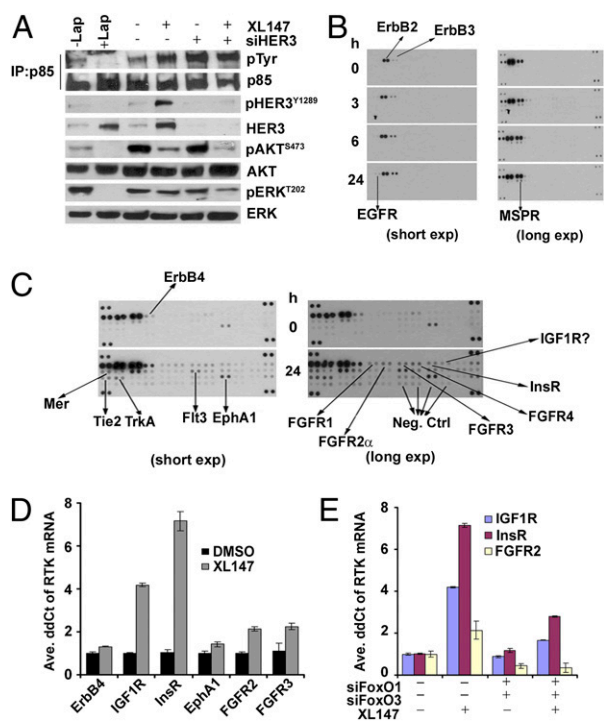 A
-Lap +Lap - + - + XL147
- - + + siHER3
IP:p85
pTyr
p85
pHER3Y1289
HER3
pAKTS473
AKT
pERKT202
ERK
B
h
ErbB2
ErbB3
0
3
6
24
EGFR
MSPR
(short exp) (long exp)
C
ErbB4
h
0
IGF1R?
24
Mer
InsR
Tie2 TrkA Flt3 EphA1
FGFR1
FGFR2α
Neg. Ctrl
FGFR3
FGFR4
(short exp) (long exp)
D
Ave. ddCt of RTK mRNA
8
6
4
2
0
DMSO
XL147
ErbB4 IGF1R InsR EphA1 FGFR2 FGFR3
E
Ave. ddCt of RTK mRNA
8
6
4
2
0
IGF1R
InsR
FGFR2
siFoxO1 - - + +
siFoxO3 - - + +
XL147 - + - +